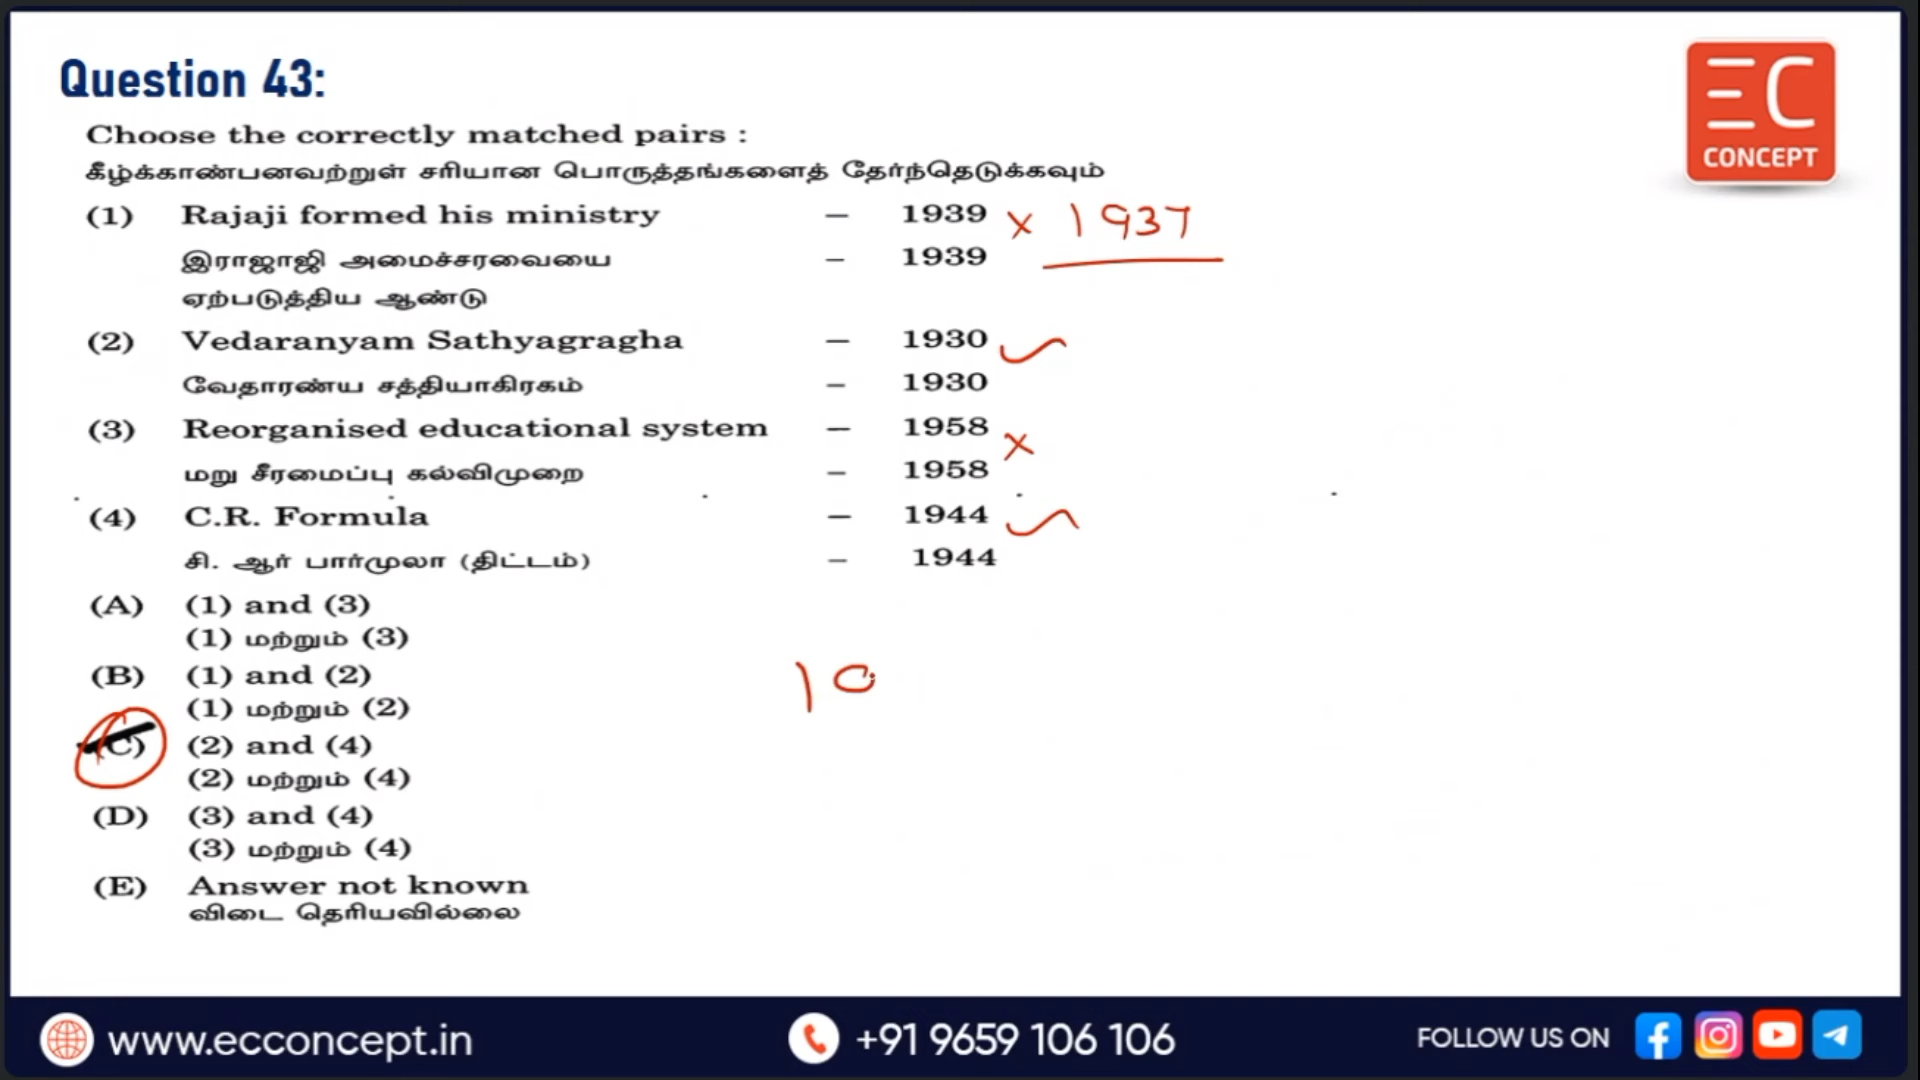 Question 43:
EC
CONCEPT
Choose the correctly matched pairs :
கீழ்க்காண்பனவற்றுள் சரியான பொருத்தங்களைத் தேர்ந்தெடுக்கவும்
(1) Rajaji formed his ministry – 1939 x 1937
இராஜாஜி அமைச்சரவையை – 1939
ஏற்படுத்திய ஆண்டு
(2) Vedaranyam Sathyagragha – 1930 ✓
வேதாரண்ய சத்தியாகிரகம் – 1930
(3) Reorganised educational system – 1958 x
மறு சீரமைப்பு கல்விமுறை – 1958
(4) C.R. Formula – 1944 ✓
சி. ஆர் பார்முலா (திட்டம்) – 1944
(A) (1) and (3)
(1) மற்றும் (3)
(B) (1) and (2)
(1) மற்றும் (2)
(C) (2) and (4)
(2) மற்றும் (4)
(D) (3) and (4)
(3) மற்றும் (4)
(E) Answer not known
விடை தெரியவில்லை
www.ecconcept.in +91 9659 106 106 FOLLOW US ON